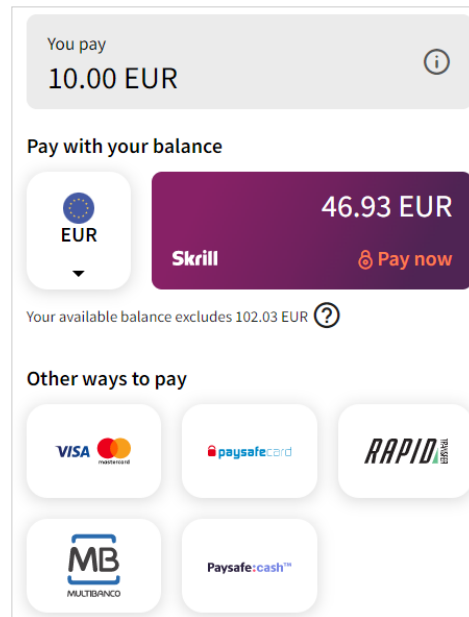 You pay
10.00 EUR
Pay with your balance
EUR
46.93 EUR
Skrill
Pay now
Your available balance excludes 102.03 EUR ?
Other ways to pay
VISA mastercard
paysafecard
RAPID TRANSFER
MB
MULTIBANCO
Paysafe:cash™